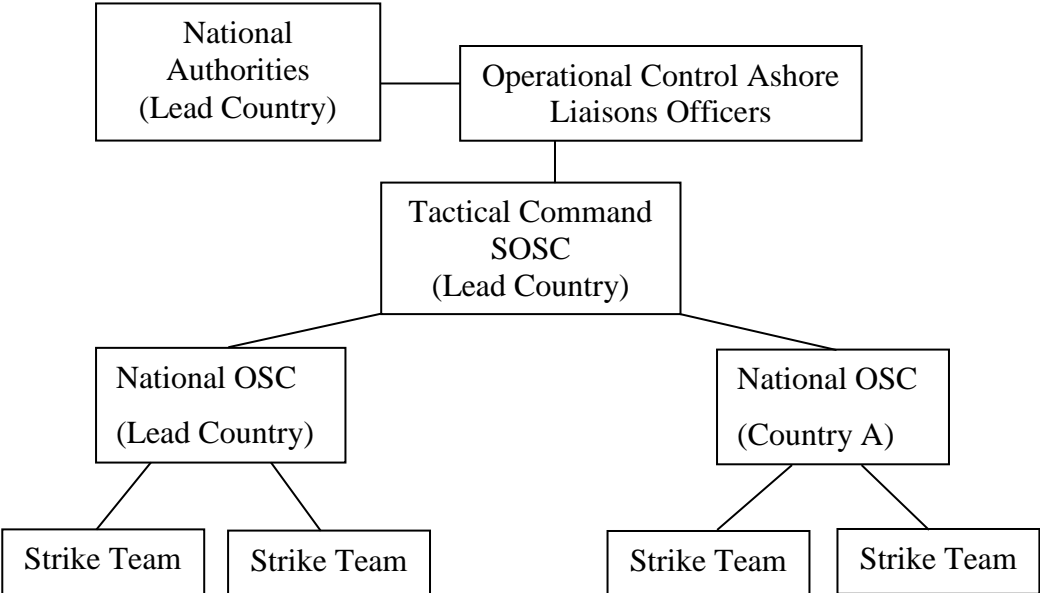 National
Authorities
(Lead Country)
Operational Control Ashore
Liaisons Officers
Tactical Command
SOSC
(Lead Country)
National OSC
(Lead Country)
National OSC
(Country A)
Strike Team
Strike Team
Strike Team
Strike Team